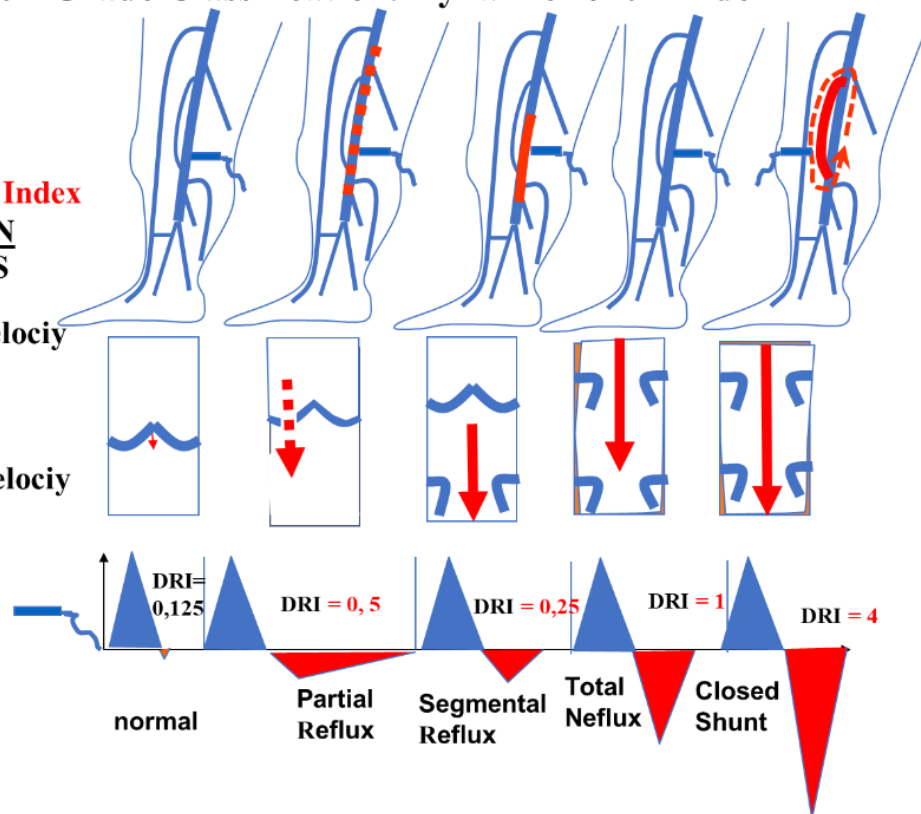 Index
N
S
elociy
elociy
DRI=
0,125
DRI = 0, 5
DRI = 0,25
DRI = 1
DRI = 4
normal
Partial
Reflux
Segmental
Reflux
Total
Neflux
Closed
Shunt